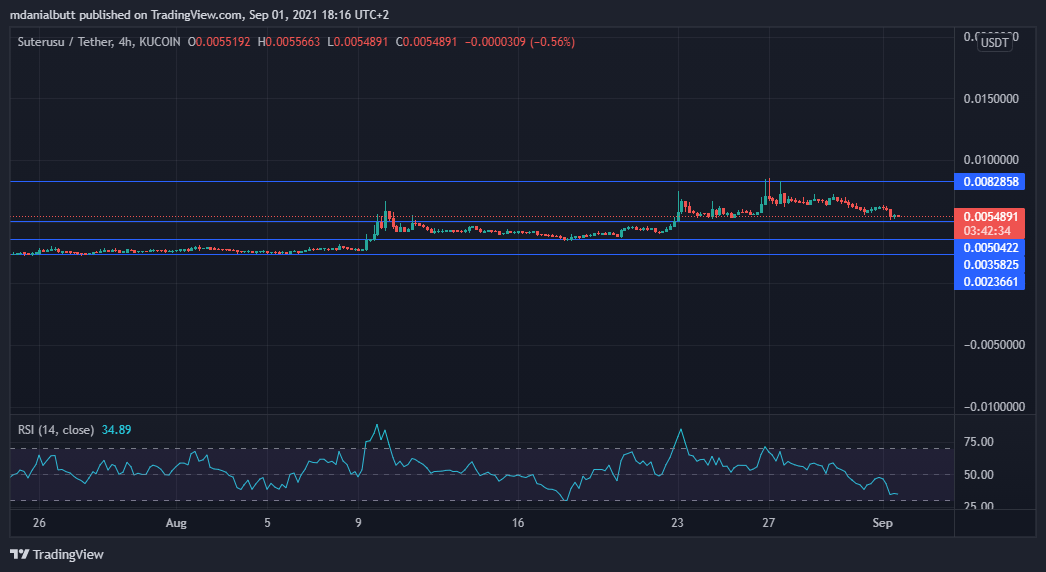 mdanialbutt published on TradingView.com, Sep 01, 2021 18:16 UTC+2
Suterusu / Tether, 4h, KUCOIN O0.0055192 H0.0055663 L0.0054891 C0.0054891 −0.0000309 (−0.56%)
USDT
0.0150000
0.0100000
0.0082858
0.0054891
03:42:34
0.0050422
0.0035825
0.0023661
−0.0050000
−0.0100000
RSI (14, close) 34.89
75.00
50.00
25.00
26 Aug 5 9 16 23 27 Sep
TradingView